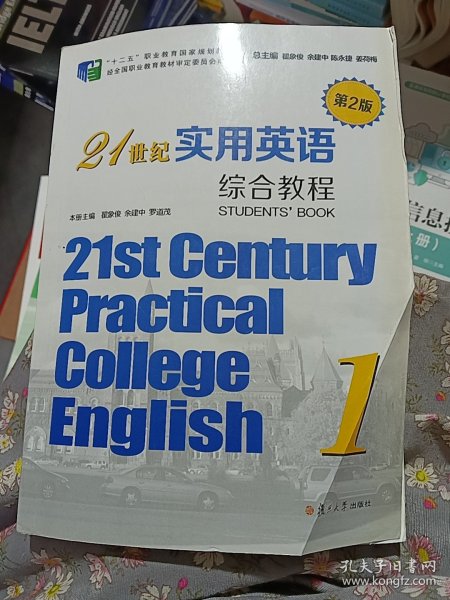 "十二五"职业教育国家规划
经全国职业教育教材审定委员会
总主编 翟象俊 余建中 陈永捷 姜荷梅
第2版
21世纪 实用英语
综合教程
STUDENTS' BOOK
本册主编 翟象俊 余建中 罗道茂
21st Century
Practical
College
English
1
复旦大学出版社
IELT
信息
册)
孔夫子旧书网
www.kongfz.com